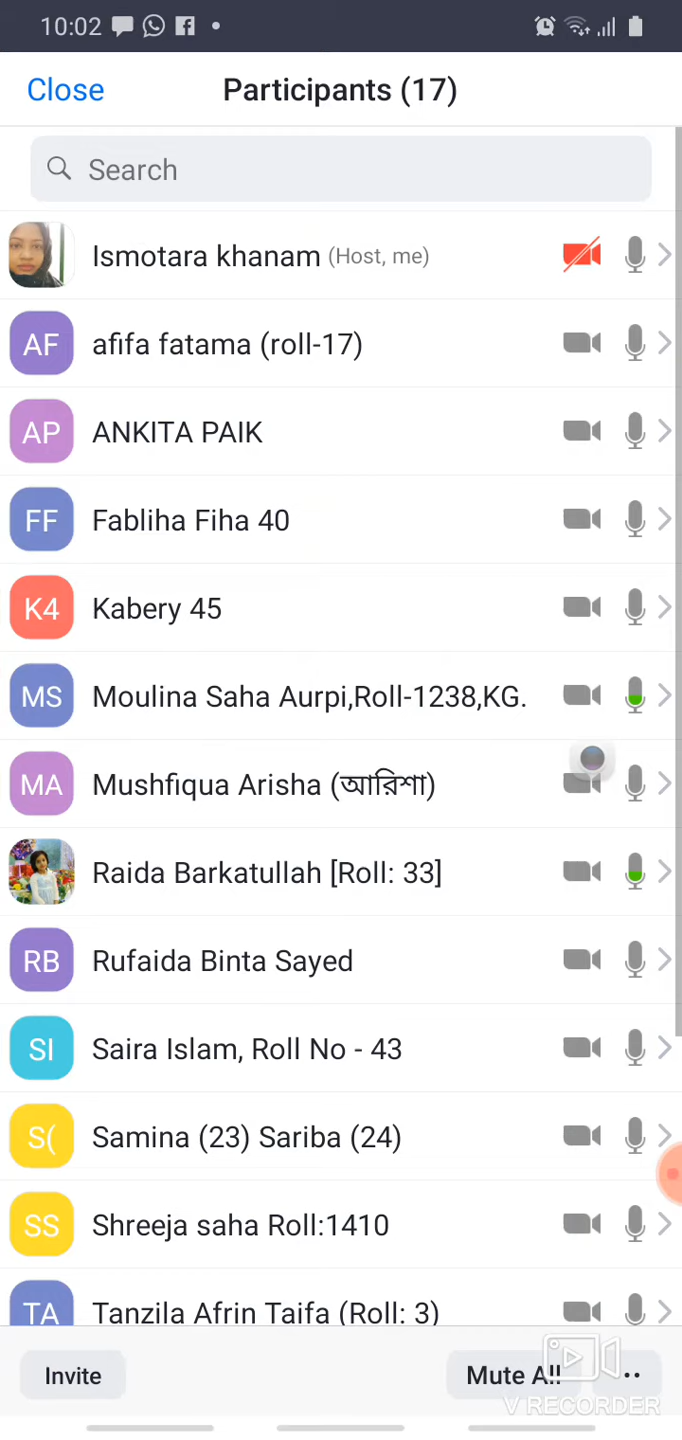 10:02
Close Participants (17)
Search
Ismotara khanam (Host, me)
AF afifa fatama (roll-17)
AP ANKITA PAIK
FF Fabliha Fiha 40
K4 Kabery 45
MS Moulina Saha Aurpi,Roll-1238,KG.
MA Mushfiqua Arisha (আরিশা)
Raida Barkatullah [Roll: 33]
RB Rufaida Binta Sayed
SI Saira Islam, Roll No - 43
S( Samina (23) Sariba (24)
SS Shreeja saha Roll:1410
TA Tanzila Afrin Taifa (Roll: 3)
Invite Mute All
V RECORDER